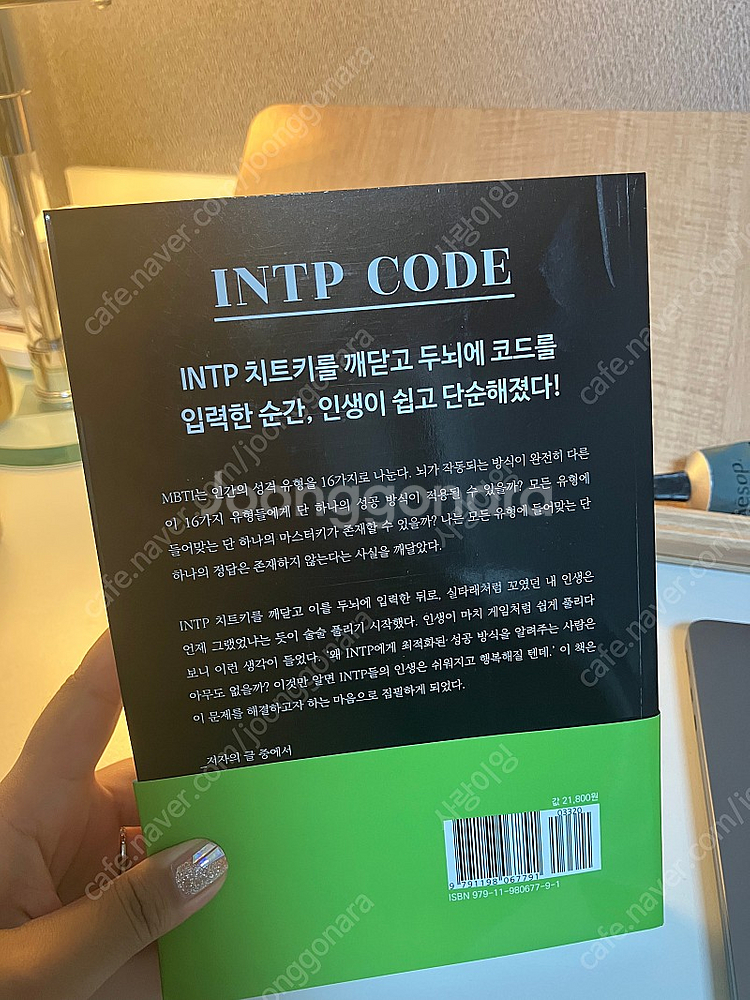 INTP CODE
INTP 치트키를 깨닫고 두뇌에 코드를
입력한 순간, 인생이 쉽고 단순해졌다!
MBTI는 인간의 성격 유형을 16가지로 나눈다. 뇌가 작동되는 방식이 완전히 다른
이 16가지 유형들에게 단 하나의 성공 방식이 적용될 수 있을까? 모든 유형에
들어맞는 단 하나의 마스터키가 존재할 수 있을까? 나는 모든 유형에 들어맞는 단
하나의 정답은 존재하지 않는다는 사실을 깨달았다.
INTP 치트키를 깨닫고 이를 두뇌에 입력한 뒤로, 실타래처럼 꼬였던 내 인생은
언제 그랬었냐는 듯이 술술 풀리기 시작했다. 인생이 마치 게임처럼 쉽게 풀리다
보니 이런 생각이 들었다. '왜 INTP에게 최적화된 성공 방식을 알려주는 사람은
아무도 없을까? 이것만 알면 INTP들의 인생은 쉬워지고 행복해질 텐데.' 이 책은
이 문제를 해결하고자 하는 마음으로 집필하게 되었다.
저자의 글 중에서
값 21,800원
03320
9 791198 067791
ISBN 979-11-980677-9-1
aesop.
Joonggonara
cafe.naver.com/joonggonara
사랑이잉